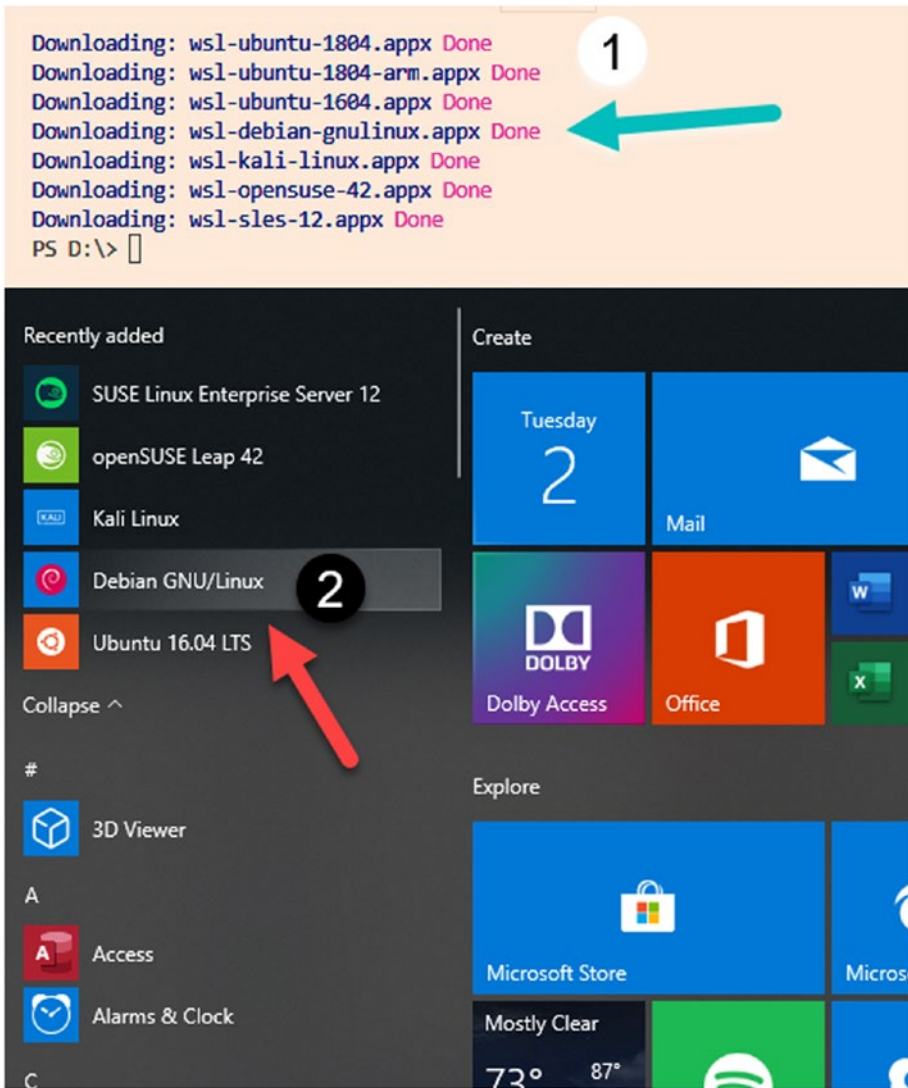 Downloading: wsl-ubuntu-1804.appx Done
Downloading: wsl-ubuntu-1804-arm.appx Done
Downloading: wsl-ubuntu-1604.appx Done
Downloading: wsl-debian-gnulinux.appx Done
Downloading: wsl-kali-linux.appx Done
Downloading: wsl-opensuse-42.appx Done
Downloading: wsl-sles-12.appx Done
PS D:\>
1
Recently added
SUSE Linux Enterprise Server 12
openSUSE Leap 42
KALI
Kali Linux
Debian GNU/Linux
2
Ubuntu 16.04 LTS
Collapse
#
3D Viewer
A
A
Access
Alarms & Clock
C
Create
Tuesday
2
Mail
DOLBY
Dolby Access
Office
W
X
Explore
Microsoft Store
Micros
Mostly Clear
73° 87°